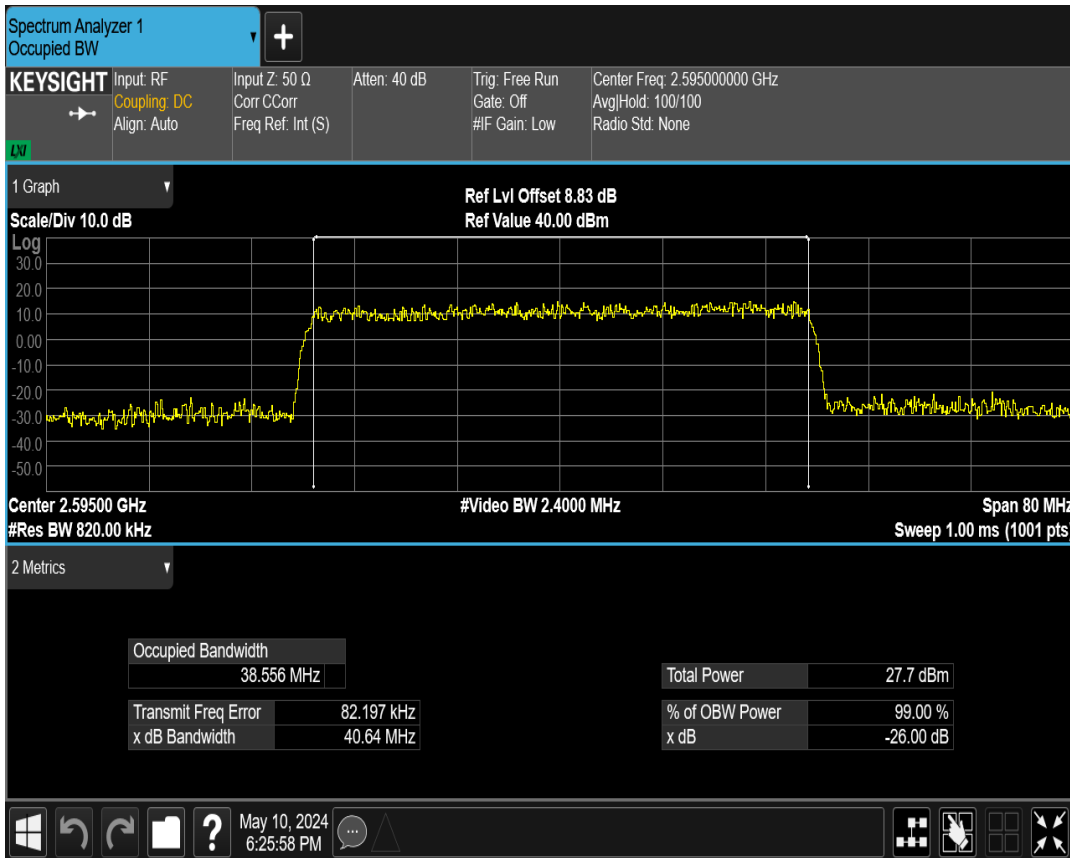 Spectrum Analyzer 1
Occupied BW
KEYSIGHT
LXI
Input: RF
Coupling: DC
Align: Auto
Input Z: 50 Ω
Corr CCorr
Freq Ref: Int (S)
Atten: 40 dB
Trig: Free Run
Gate: Off
#IF Gain: Low
Center Freq: 2.595000000 GHz
Avg|Hold: 100/100
Radio Std: None
1 Graph
Scale/Div 10.0 dB
Ref Lvl Offset 8.83 dB
Ref Value 40.00 dBm
Log
30.0
20.0
10.0
0.00
-10.0
-20.0
-30.0
-40.0
-50.0
Center 2.59500 GHz
#Video BW 2.4000 MHz
Span 80 MHz
#Res BW 820.00 kHz
Sweep 1.00 ms (1001 pts)
2 Metrics
Occupied Bandwidth
38.556 MHz
Total Power 27.7 dBm
Transmit Freq Error 82.197 kHz
% of OBW Power 99.00 %
x dB Bandwidth 40.64 MHz
x dB -26.00 dB
May 10, 2024
6:25:58 PM